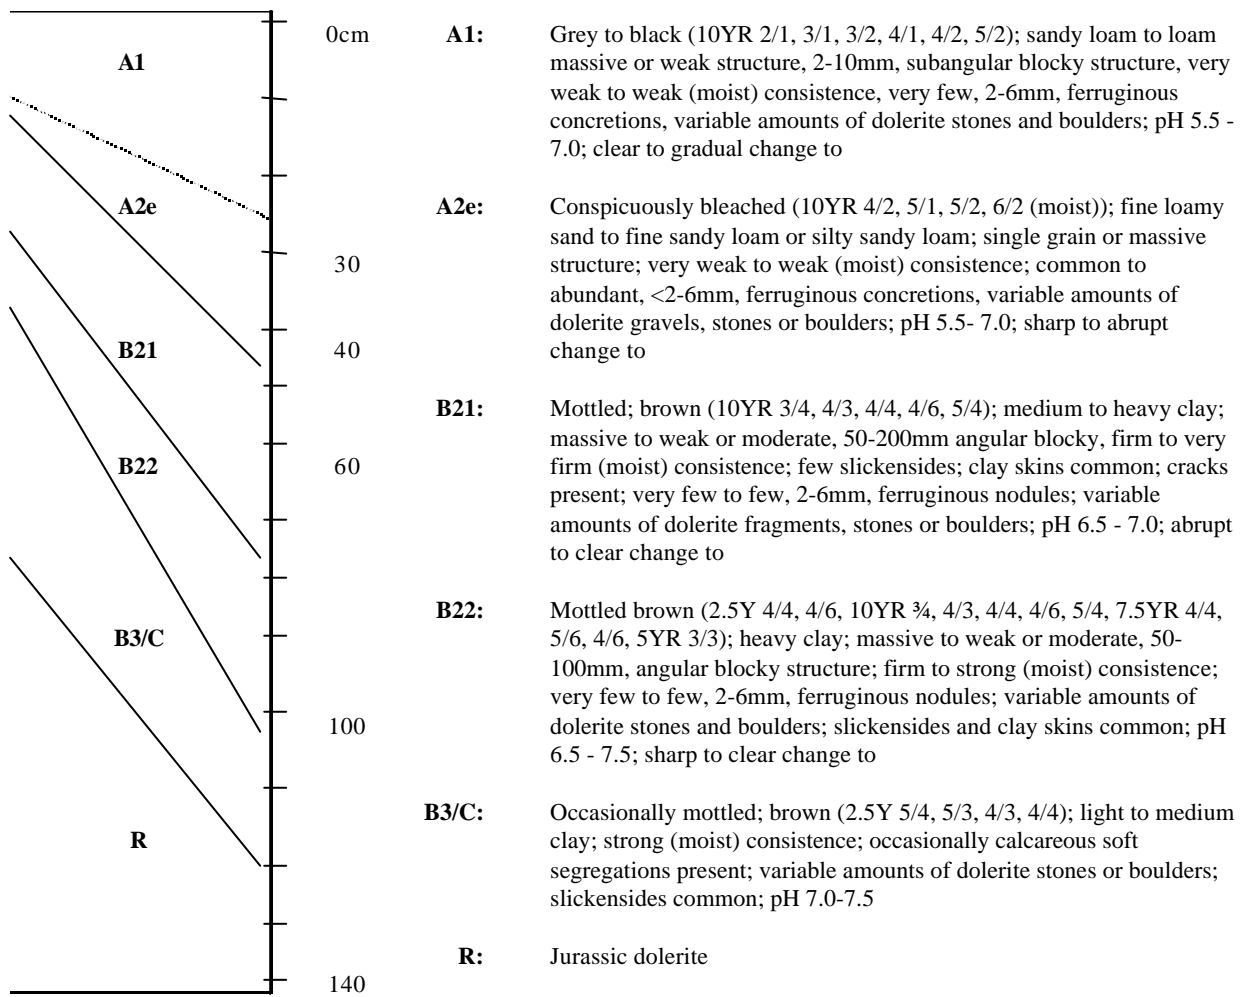 0cm
30
40
60
100
140
A1
A2e
B21
B22
B3/C
R
A1: Grey to black (10YR 2/1, 3/1, 3/2, 4/1, 4/2, 5/2); sandy loam to loam
massive or weak structure, 2-10mm, subangular blocky structure, very
weak to weak (moist) consistence, very few, 2-6mm, ferruginous
concretions, variable amounts of dolerite stones and boulders; pH 5.5 -
7.0; clear to gradual change to
A2e: Conspicuously bleached (10YR 4/2, 5/1, 5/2, 6/2 (moist)); fine loamy
sand to fine sandy loam or silty sandy loam; single grain or massive
structure; very weak to weak (moist) consistence; common to
abundant, <2-6mm, ferruginous concretions, variable amounts of
dolerite gravels, stones or boulders; pH 5.5- 7.0; sharp to abrupt
change to
B21: Mottled; brown (10YR 3/4, 4/3, 4/4, 4/6, 5/4); medium to heavy clay;
massive to weak or moderate, 50-200mm angular blocky, firm to very
firm (moist) consistence; few slickensides; clay skins common; cracks
present; very few to few, 2-6mm, ferruginous nodules; variable
amounts of dolerite fragments, stones or boulders; pH 6.5 - 7.0; abrupt
to clear change to
B22: Mottled brown (2.5Y 4/4, 4/6, 10YR ¾, 4/3, 4/4, 4/6, 5/4, 7.5YR 4/4,
5/6, 4/6, 5YR 3/3); heavy clay; massive to weak or moderate, 50-
100mm, angular blocky structure; firm to strong (moist) consistence;
very few to few, 2-6mm, ferruginous nodules; variable amounts of
dolerite stones and boulders; slickensides and clay skins common; pH
6.5 - 7.5; sharp to clear change to
B3/C: Occasionally mottled; brown (2.5Y 5/4, 5/3, 4/3, 4/4); light to medium
clay; strong (moist) consistence; occasionally calcareous soft
segregations present; variable amounts of dolerite stones or boulders;
slickensides common; pH 7.0-7.5
R: Jurassic dolerite